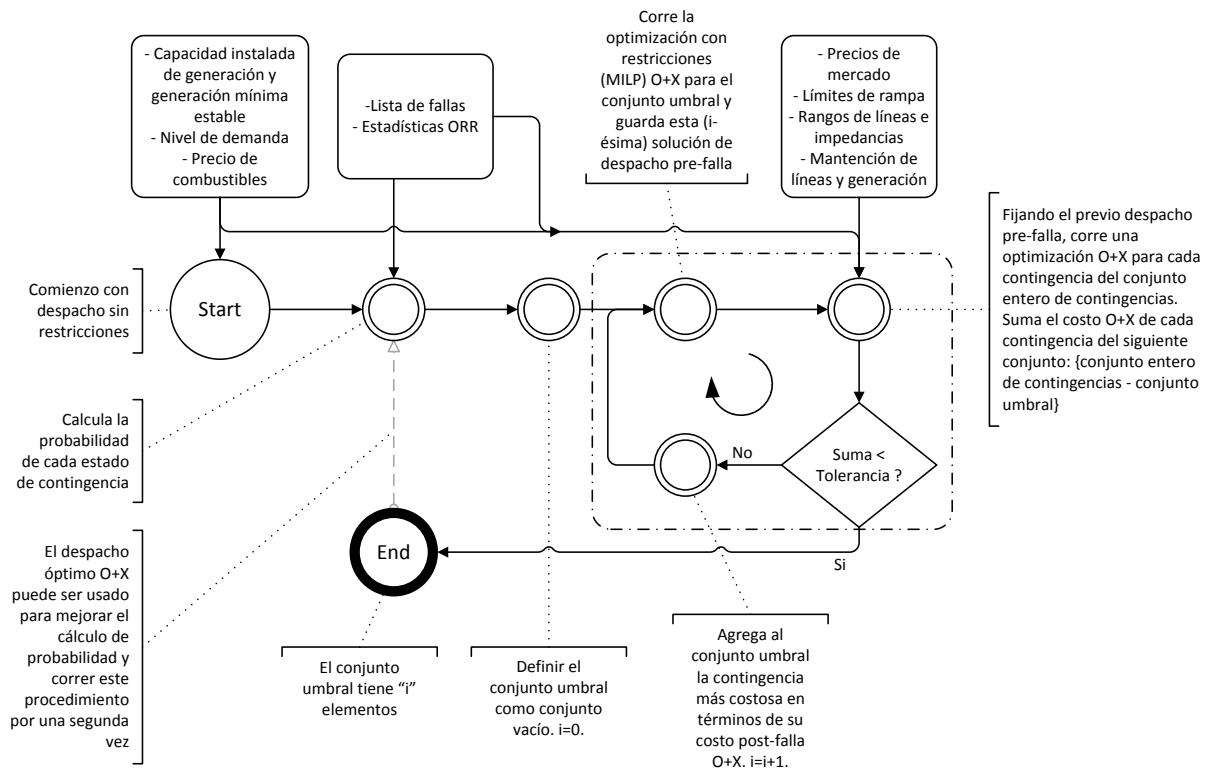 - Capacidad instalada
de generación y
generación mínima
estable
- Nivel de demanda
- Precio de
combustibles
-Lista de fallas
- Estadísticas ORR
Corre la
optimización con
restricciones
(MILP) O+X para el
conjunto umbral y
guarda esta (i-
ésima) solución de
despacho pre-falla
- Precios de
mercado
- Límites de rampa
- Rangos de líneas e
impedancias
- Mantención de
líneas y generación
Fijando el previo despacho
pre-falla, corre una
optimización O+X para cada
contingencia del conjunto
entero de contingencias.
Suma el costo O+X de cada
contingencia del siguiente
conjunto: {conjunto entero
de contingencias - conjunto
umbral}
Comienzo con
despacho sin
restricciones
Start
Calcula la
probabilidad
de cada estado
de contingencia
No
Suma <
Tolerancia ?
Si
End
El despacho
óptimo O+X
puede ser usado
para mejorar el
cálculo de
probabilidad y
correr este
procedimiento
por una segunda
vez
El conjunto
umbral tiene “i”
elementos
Definir el
conjunto umbral
como conjunto
vacío. i=0.
Agrega al
conjunto umbral
la contingencia
más costosa en
términos de su
costo post-falla
O+X. i=i+1.